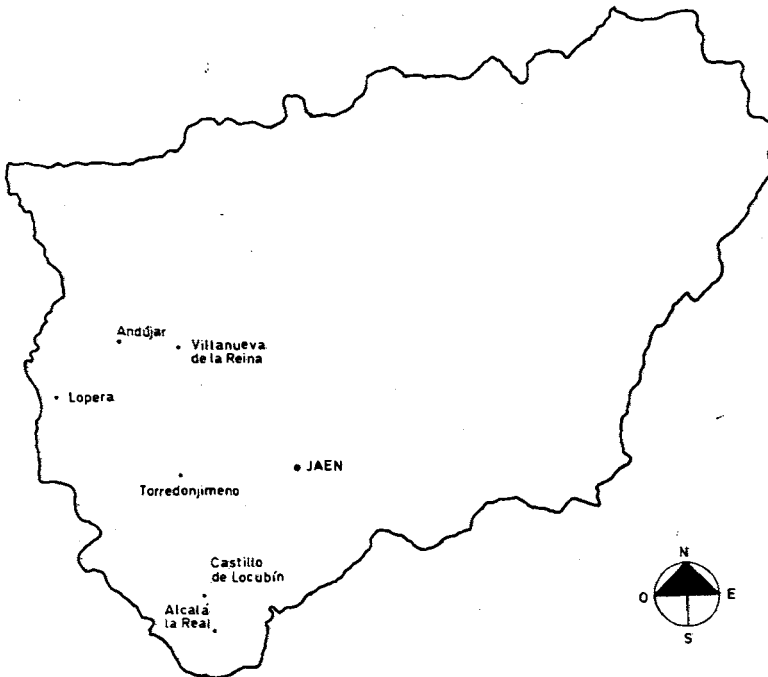 Andújar
Villanueva
de la Reina
Lopera
JAEN
Torredonjimeno
Castillo
de Locubín
Alcalá
la Real
N
O
E
S